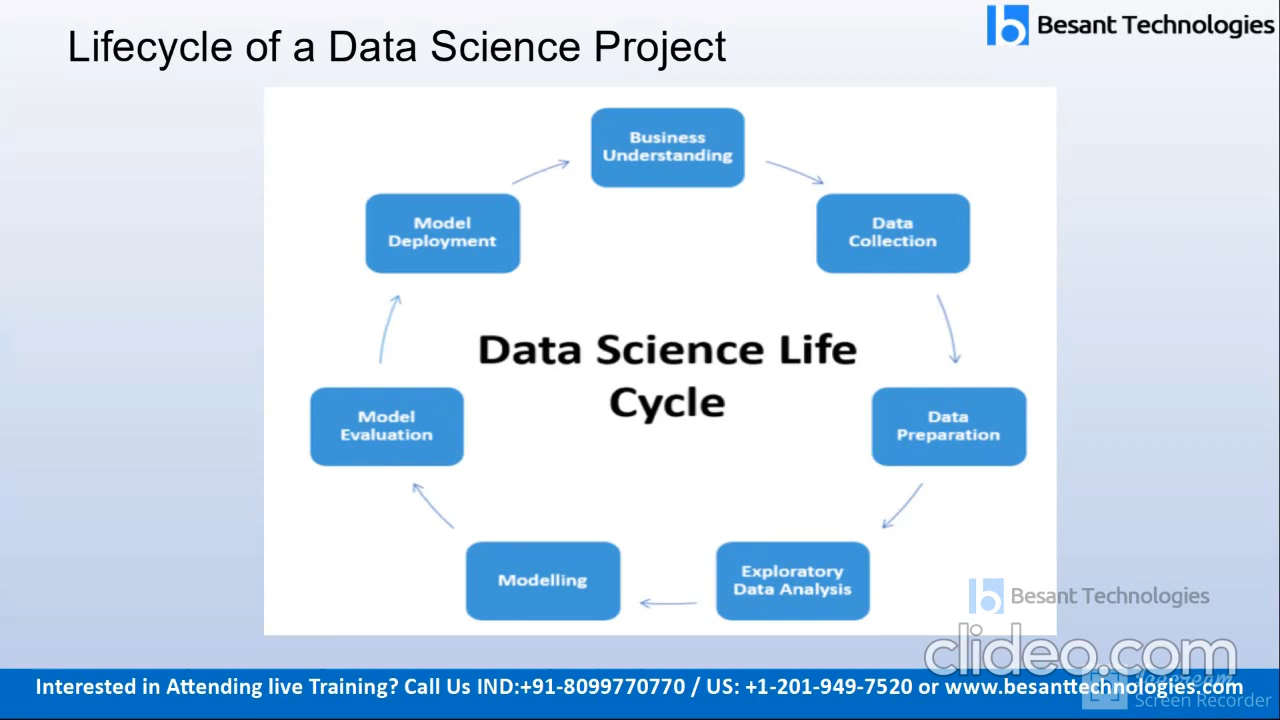 Lifecycle of a Data Science Project
Besant Technologies
Business
Understanding
Model
Deployment
Data
Collection
Data Science Life
Cycle
Model
Evaluation
Data
Preparation
Modelling
Exploratory
Data Analysis
Besant Technologies
clideo.com
Interested in Attending live Training? Call Us IND:+91-8099770770 / US: +1-201-949-7520 or www.besanttechnologies.com
Icecream
Screen Recorder